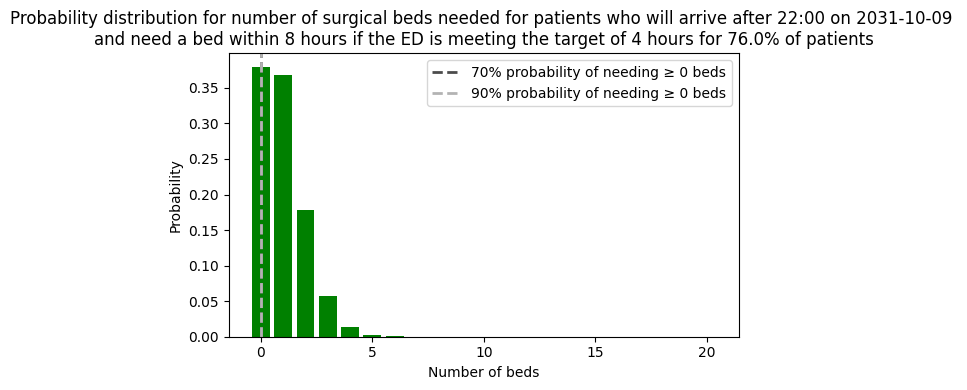 Probability distribution for number of surgical beds needed for patients who will arrive after 22:00 on 2031-10-09
and need a bed within 8 hours if the ED is meeting the target of 4 hours for 76.0% of patients
70% probability of needing ≥ 0 beds
90% probability of needing ≥ 0 beds
Probability
0.35
0.30
0.25
0.20
0.15
0.10
0.05
0.00
0 5 10 15 20
Number of beds